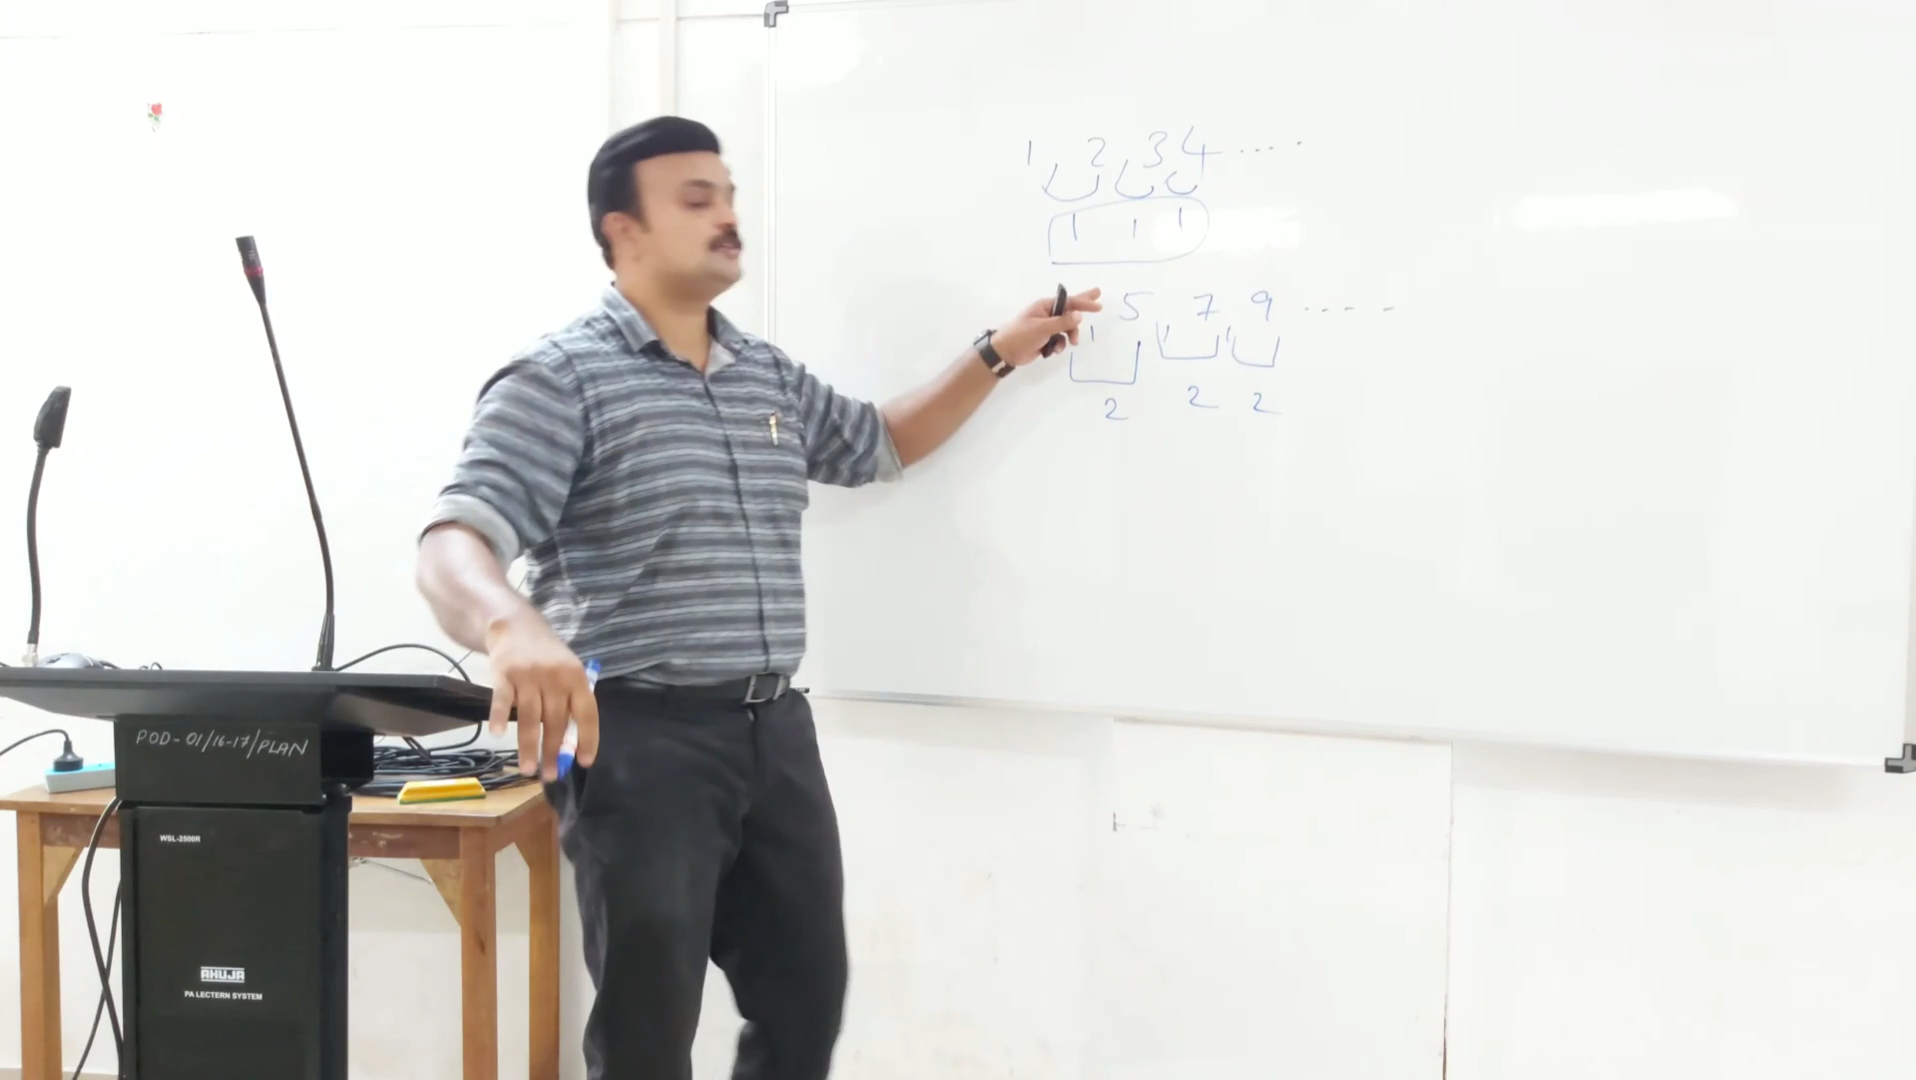 1 2 3 4 ....
1 1 1
5 7 9 ....
2 2 2
POD-01/16-17/PLAN
WSL-2500R
AHUJA
PA LECTERN SYSTEM